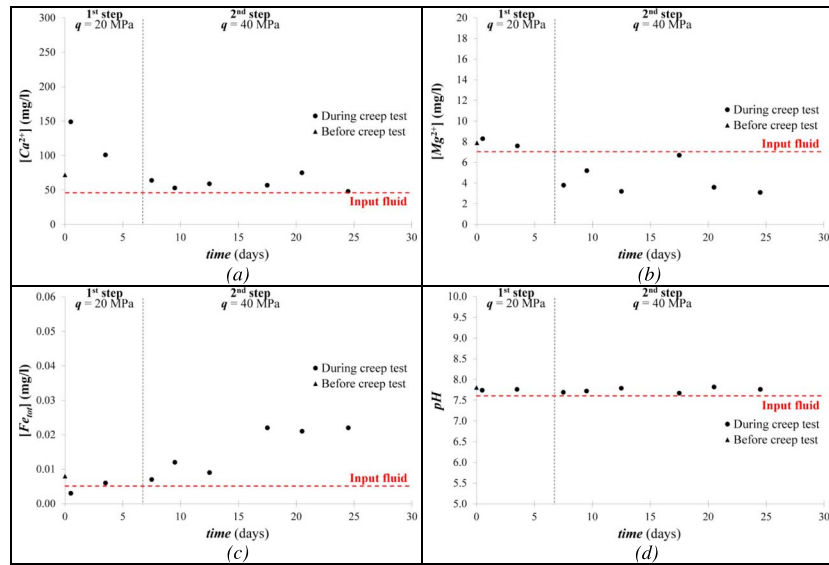 1st step
q = 20 MPa
2nd step
q = 40 MPa
300
250
200
150
100
50
0
[Ca2+] (mg/l)
During creep test
Before creep test
Input fluid
0 5 10 15 20 25 30
time (days)
(a)
1st step
q = 20 MPa
2nd step
q = 40 MPa
20
18
16
14
12
10
8
6
4
2
0
[Mg2+] (mg/l)
During creep test
Before creep test
Input fluid
0 5 10 15 20 25 30
time (days)
(b)
1st step
q = 20 MPa
2nd step
q = 40 MPa
0.06
0.05
0.04
0.03
0.02
0.01
0.00
[Fetot] (mg/l)
During creep test
Before creep test
Input fluid
0 5 10 15 20 25 30
time (days)
(c)
1st step
q = 20 MPa
2nd step
q = 40 MPa
10.0
9.5
9.0
8.5
8.0
7.5
7.0
6.5
6.0
5.5
5.0
pH
Input fluid
During creep test
Before creep test
0 5 10 15 20 25 30
time (days)
(d)